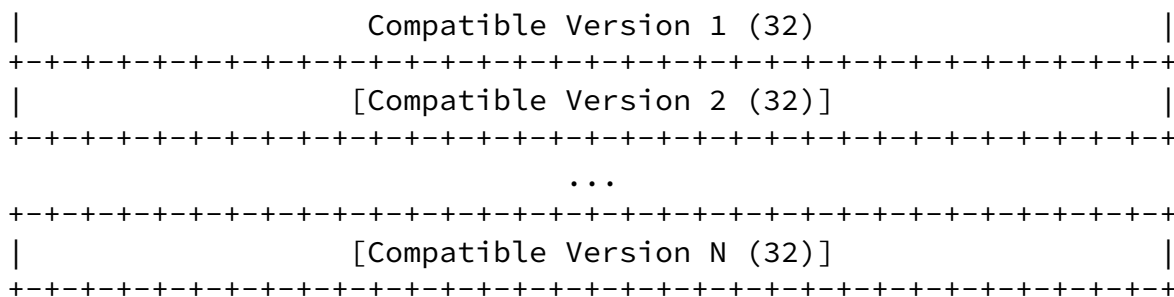 |                   Compatible Version 1 (32)                   |
+-+-+-+-+-+-+-+-+-+-+-+-+-+-+-+-+-+-+-+-+-+-+-+-+-+-+-+-+-+-+-+-+
|                  [Compatible Version 2 (32)]                  |
+-+-+-+-+-+-+-+-+-+-+-+-+-+-+-+-+-+-+-+-+-+-+-+-+-+-+-+-+-+-+-+-+
                               ...
+-+-+-+-+-+-+-+-+-+-+-+-+-+-+-+-+-+-+-+-+-+-+-+-+-+-+-+-+-+-+-+-+
|                  [Compatible Version N (32)]                  |
+-+-+-+-+-+-+-+-+-+-+-+-+-+-+-+-+-+-+-+-+-+-+-+-+-+-+-+-+-+-+-+-+